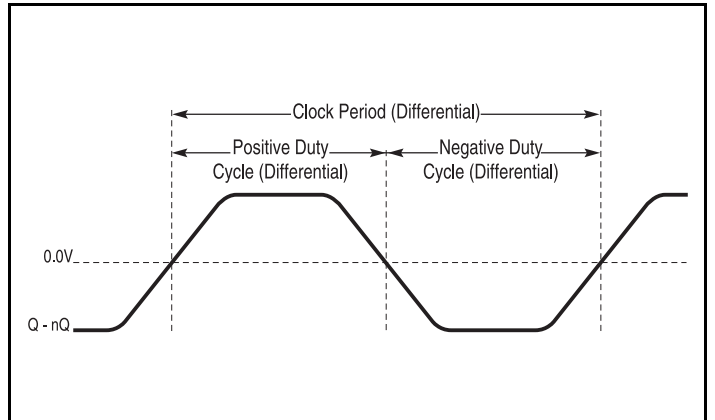 Clock Period (Differential)
Positive Duty
Cycle (Differential)
Negative Duty
Cycle (Differential)
0.0V
Q - nQ